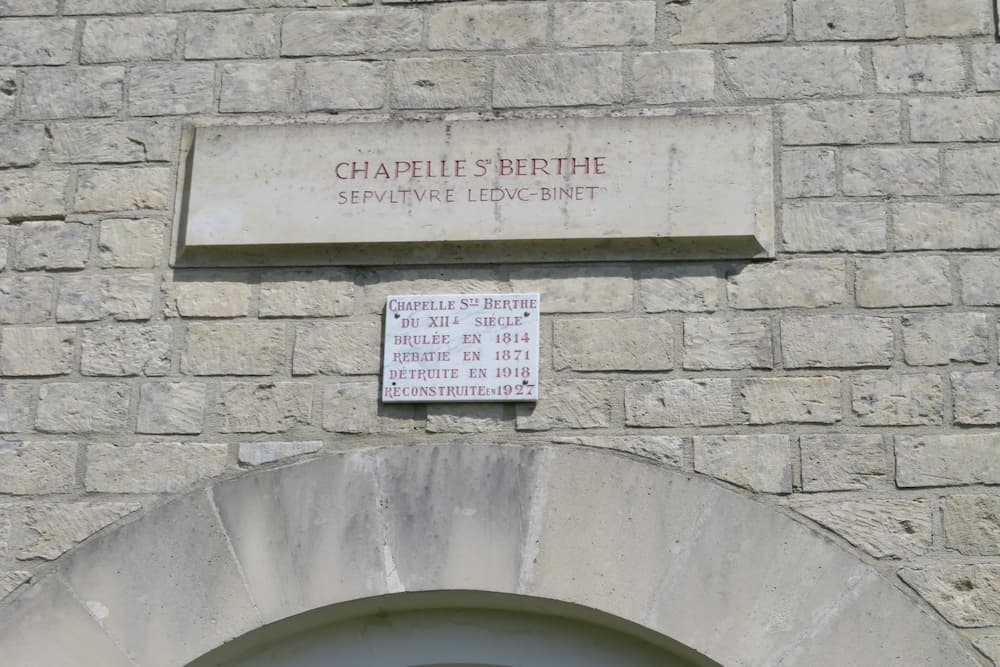 CHAPELLE STE BERTHE
SEPVLTVRE LEDVC-BINET
CHAPELLE STE BERTHE
DU XIIE SIÉCLE
BRULÉE EN 1814
REBATIE EN 1871
DÉTRUITE EN 1918
RECONSTRUITE EN 1927